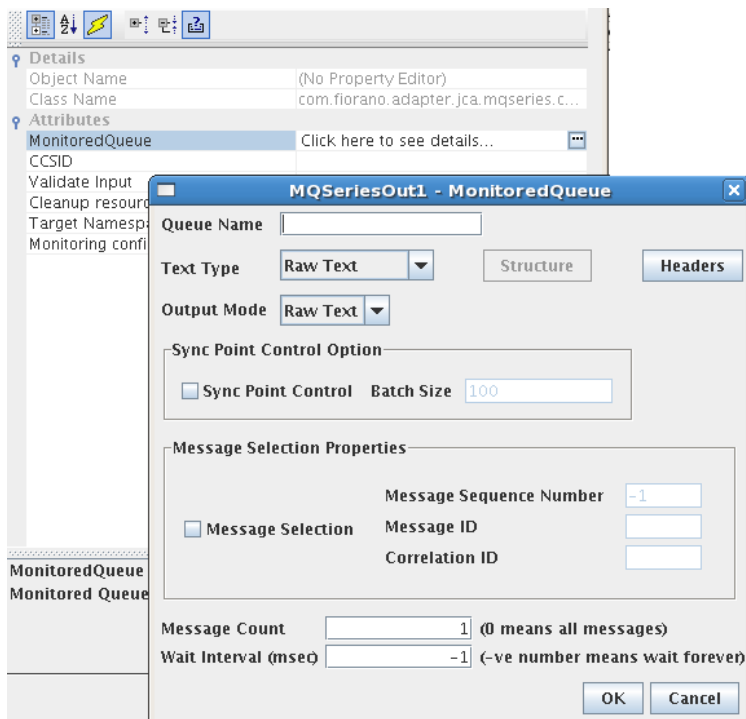 Details
Object Name (No Property Editor)
Class Name com.fiorano.adapter.jca.mqseries.c...
Attributes
MonitoredQueue Click here to see details...
CCSID
Validate Input
Cleanup resourc
Target Namespa
Monitoring confi
MQSeriesOut1 - MonitoredQueue
Queue Name
Text Type Raw Text Structure Headers
Output Mode Raw Text
Sync Point Control Option
Sync Point Control Batch Size 100
Message Selection Properties
Message Sequence Number -1
Message Selection Message ID
Correlation ID
MonitoredQueue
Monitored Queue
Message Count 1 (0 means all messages)
Wait Interval (msec) -1 (-ve number means wait forever)
OK Cancel